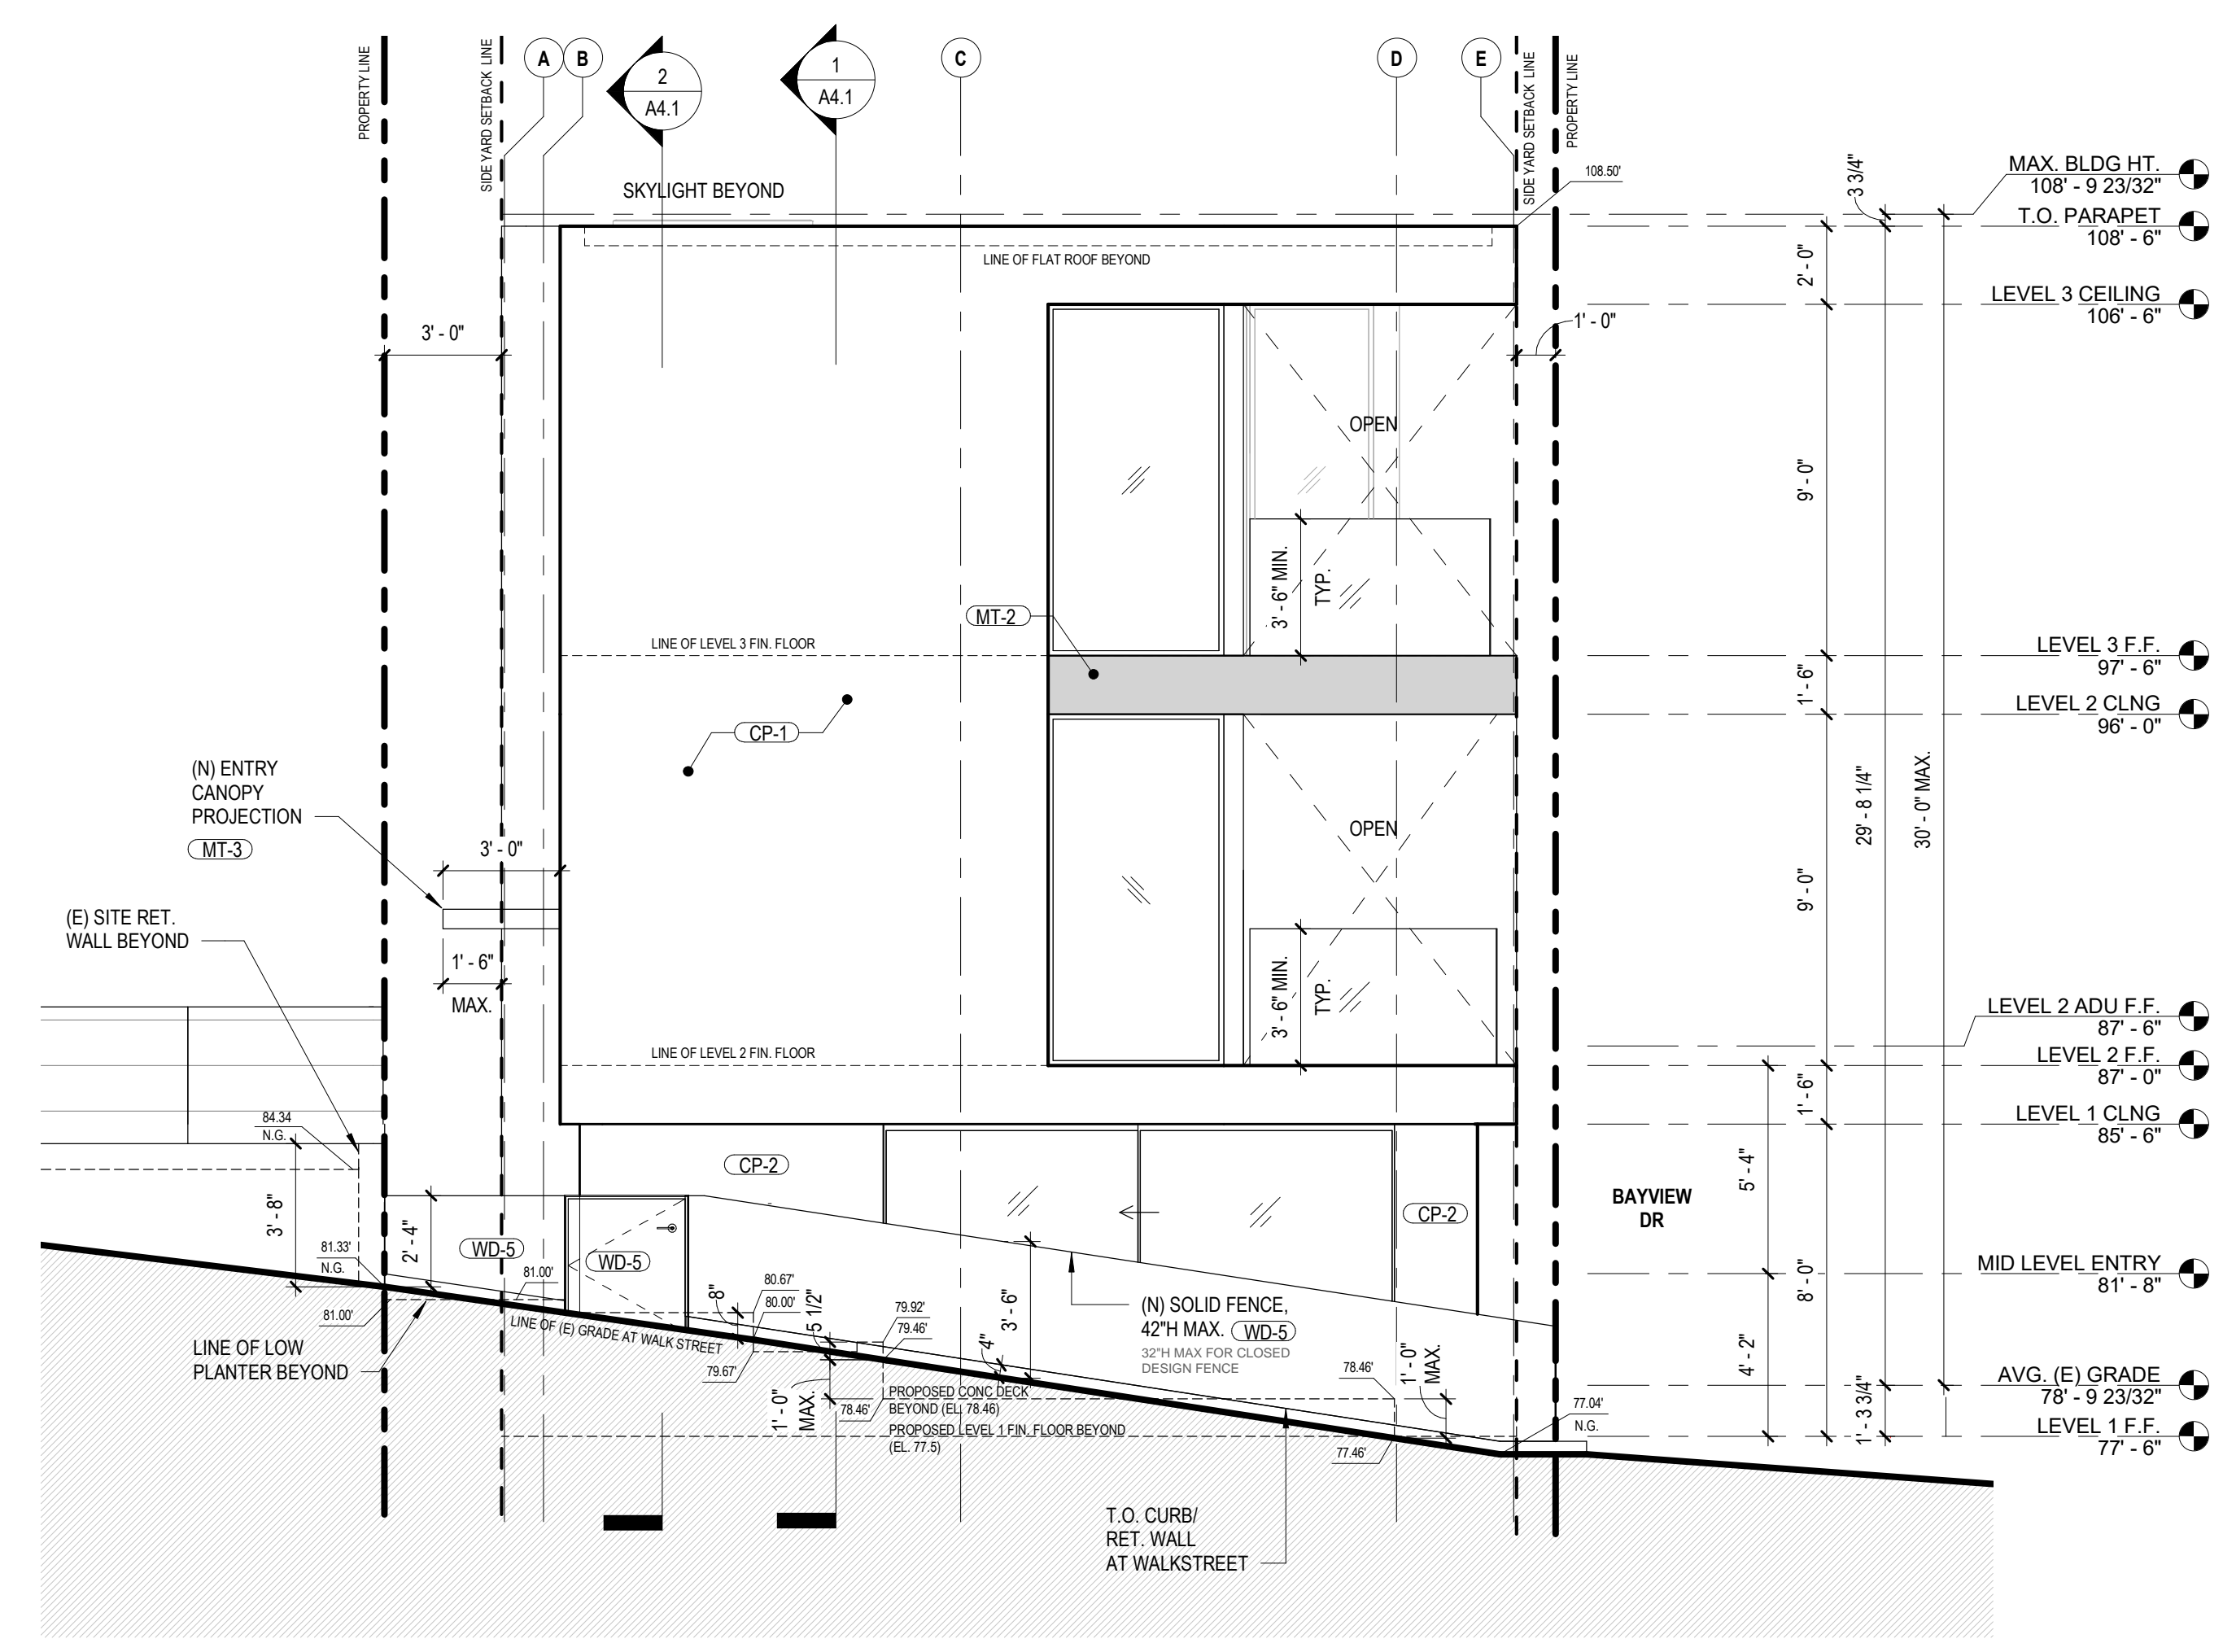 PROPERTY LINE
SIDE YARD SETBACK LINE
A
B
2
A4.1
1
A4.1
C
D
E
SIDE YARD SETBACK LINE
PROPERTY LINE
SKYLIGHT BEYOND
108.50'
3 3/4"
MAX. BLDG HT.
108' - 9 23/32"
T.O. PARAPET
108' - 6"
LINE OF FLAT ROOF BEYOND
2' - 0"
LEVEL 3 CEILING
106' - 6"
3' - 0"
1' - 0"
OPEN
9' - 0"
3' - 6" MIN.
TYP.
MT-2
LINE OF LEVEL 3 FIN. FLOOR
LEVEL 3 F.F.
97' - 6"
1' - 6"
LEVEL 2 CLNG
96' - 0"
CP-1
(N) ENTRY
CANOPY
PROJECTION
MT-3
3' - 0"
OPEN
29' - 8 1/4"
30' - 0" MAX.
9' - 0"
(E) SITE RET.
WALL BEYOND
1' - 6"
MAX.
3' - 6" MIN.
TYP.
LEVEL 2 ADU F.F.
87' - 6"
LINE OF LEVEL 2 FIN. FLOOR
LEVEL 2 F.F.
87' - 0"
1' - 6"
LEVEL 1 CLNG
85' - 6"
84.34
N.G.
CP-2
5' - 4"
BAYVIEW
DR
CP-2
3' - 8"
2' - 4"
WD-5
WD-5
81.33'
N.G.
81.00'
81.00'
MID LEVEL ENTRY
81' - 8"
8' - 0"
8"
80.67'
80.00'
79.67'
5 1/2"
79.92'
79.46'
4"
3' - 6"
(N) SOLID FENCE,
42"H MAX.
WD-5
32"H MAX FOR CLOSED
DESIGN FENCE
LINE OF (E) GRADE AT WALK STREET
LINE OF LOW
PLANTER BEYOND
1' - 0"
MAX.
78.46'
PROPOSED CONC DECK
BEYOND (EL. 78.46)
PROPOSED LEVEL 1 FIN. FLOOR BEYOND
(EL. 77.5)
78.46'
1' - 0"
MAX.
77.46'
77.04'
N.G.
4' - 2"
1' - 3 3/4"
AVG. (E) GRADE
78' - 9 23/32"
LEVEL 1 F.F.
77' - 6"
T.O. CURB/
RET. WALL
AT WALKSTREET